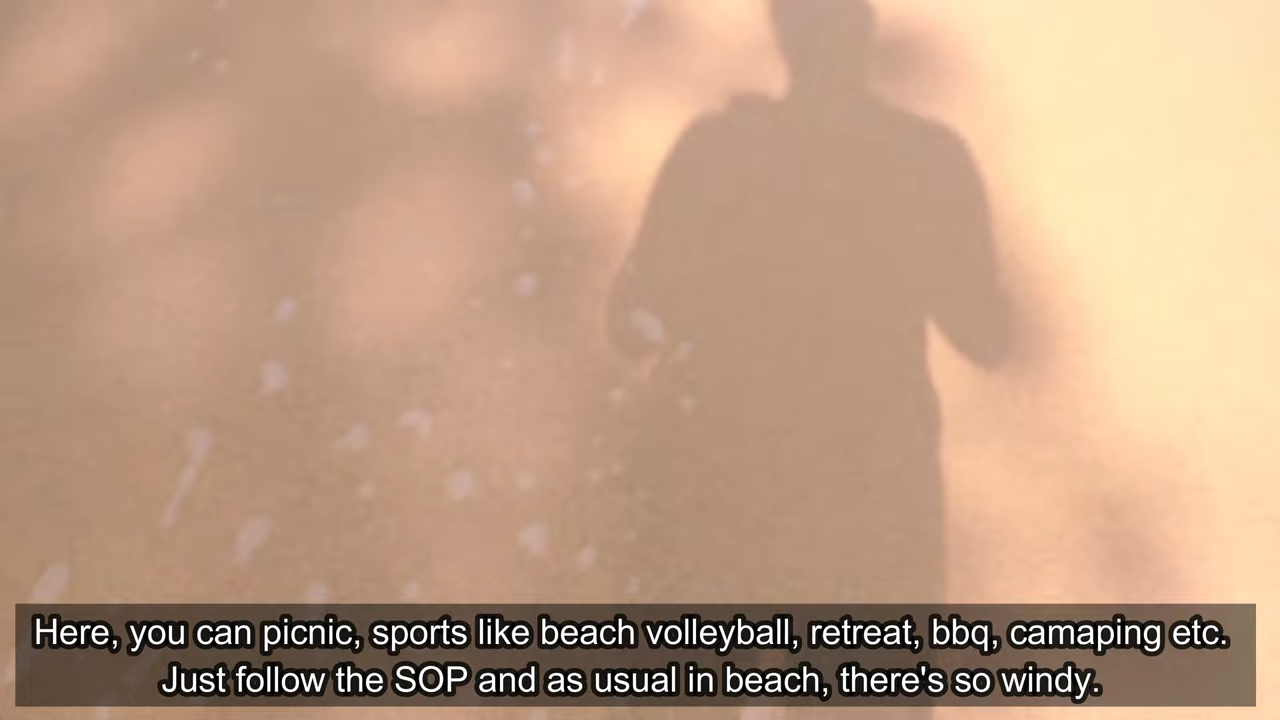 Here, you can picnic, sports like beach volleyball, retreat, bbq, camaping etc.
Just follow the SOP and as usual in beach, there's so windy.